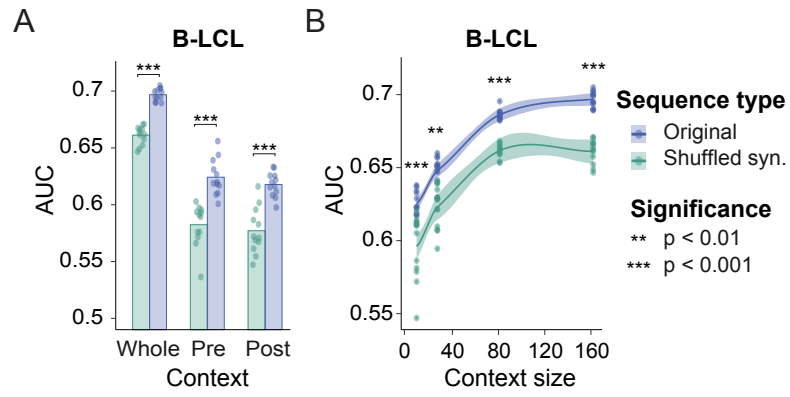 A
B-LCL
AUC
0.7
0.65
0.6
0.55
0.5
***
***
***
Whole Pre Post
Context
B
B-LCL
AUC
0.7
0.65
0.6
0.55
***
**
***
***
0 40 80 120 160
Context size
Sequence type
Original
Shuffled syn.
Significance
** p < 0.01
*** p < 0.001